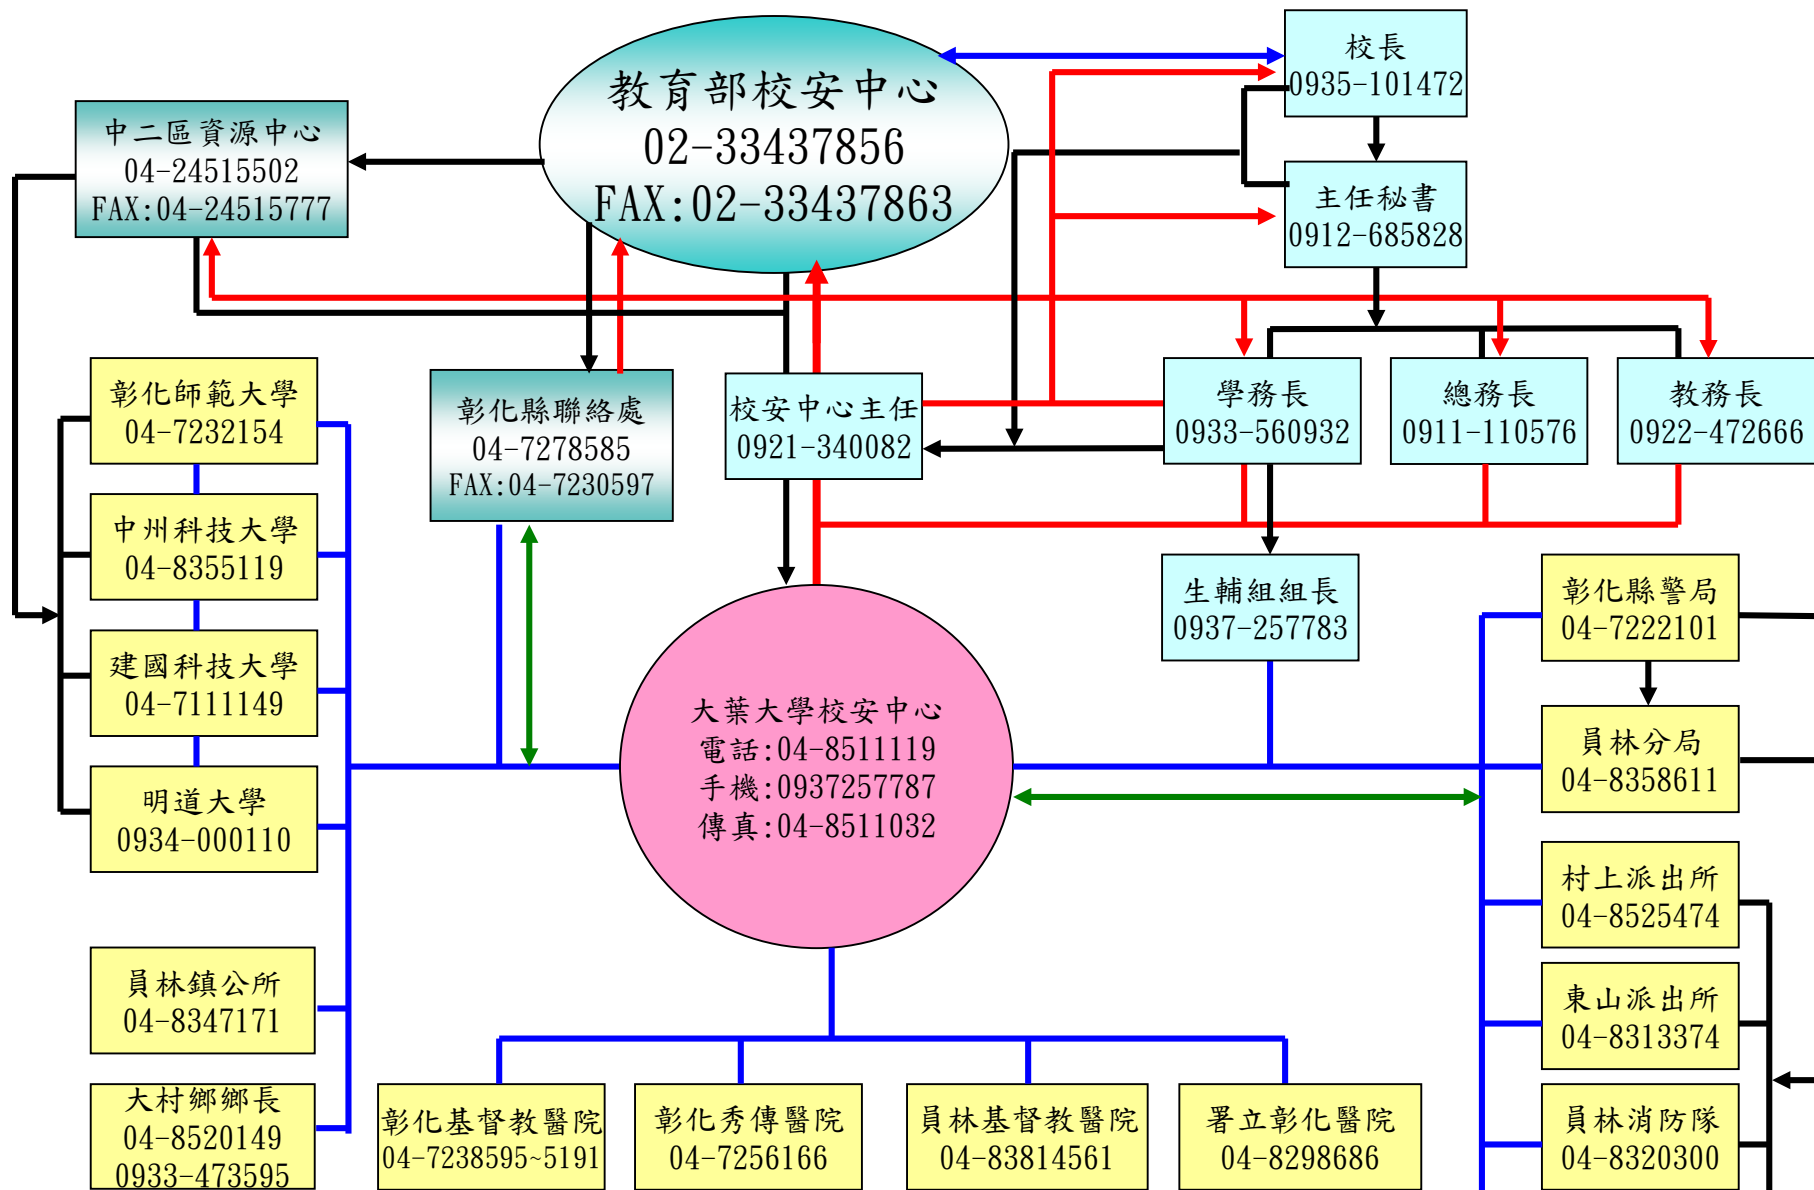 校長
0935-101472
教育部校安中心
02-33437856
FAX:02-33437863
中二區資源中心
04-24515502
FAX:04-24515777
主任秘書
0912-685828
彰化師範大學
04-7232154
彰化縣聯絡處
04-7278585
FAX:04-7230597
校安中心主任
0921-340082
學務長
0933-560932
總務長
0911-110576
教務長
0922-472666
中州科技大學
04-8355119
生輔組組長
0937-257783
彰化縣警局
04-7222101
建國科技大學
04-7111149
大葉大學校安中心
電話:04-8511119
手機:0937257787
傳真:04-8511032
員林分局
04-8358611
明道大學
0934-000110
村上派出所
04-8525474
員林鎮公所
04-8347171
東山派出所
04-8313374
大村鄉鄉長
04-8520149
0933-473595
彰化基督教醫院
04-7238595~5191
彰化秀傳醫院
04-7256166
員林基督教醫院
04-83814561
署立彰化醫院
04-8298686
員林消防隊
04-8320300